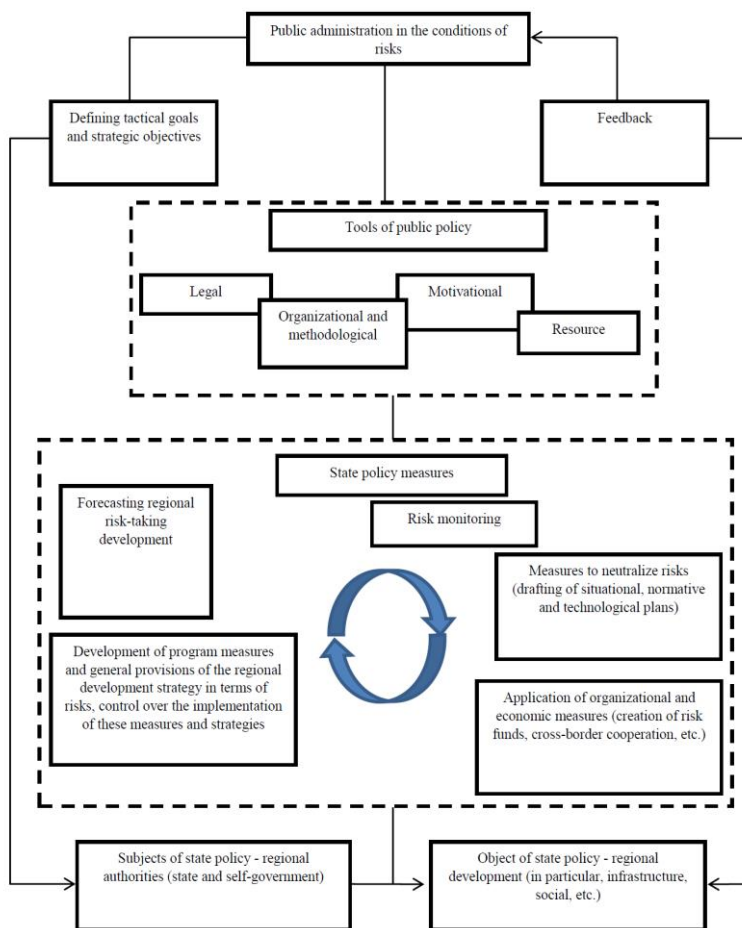 Public administration in the conditions of
risks
Defining tactical goals
and strategic objectives
Feedback
Tools of public policy
Legal
Motivational
Organizational and
methodological
Resource
State policy measures
Forecasting regional
risk-taking
development
Risk monitoring
Measures to neutralize risks
(drafting of situational, normative
and technological plans)
Development of program measures
and general provisions of the regional
development strategy in terms of
risks, control over the implementation
of these measures and strategies
Application of organizational and
economic measures (creation of risk
funds, cross-border cooperation, etc.)
Subjects of state policy - regional
authorities (state and self-government)
Object of state policy - regional
development (in particular, infrastructure,
social, etc.)